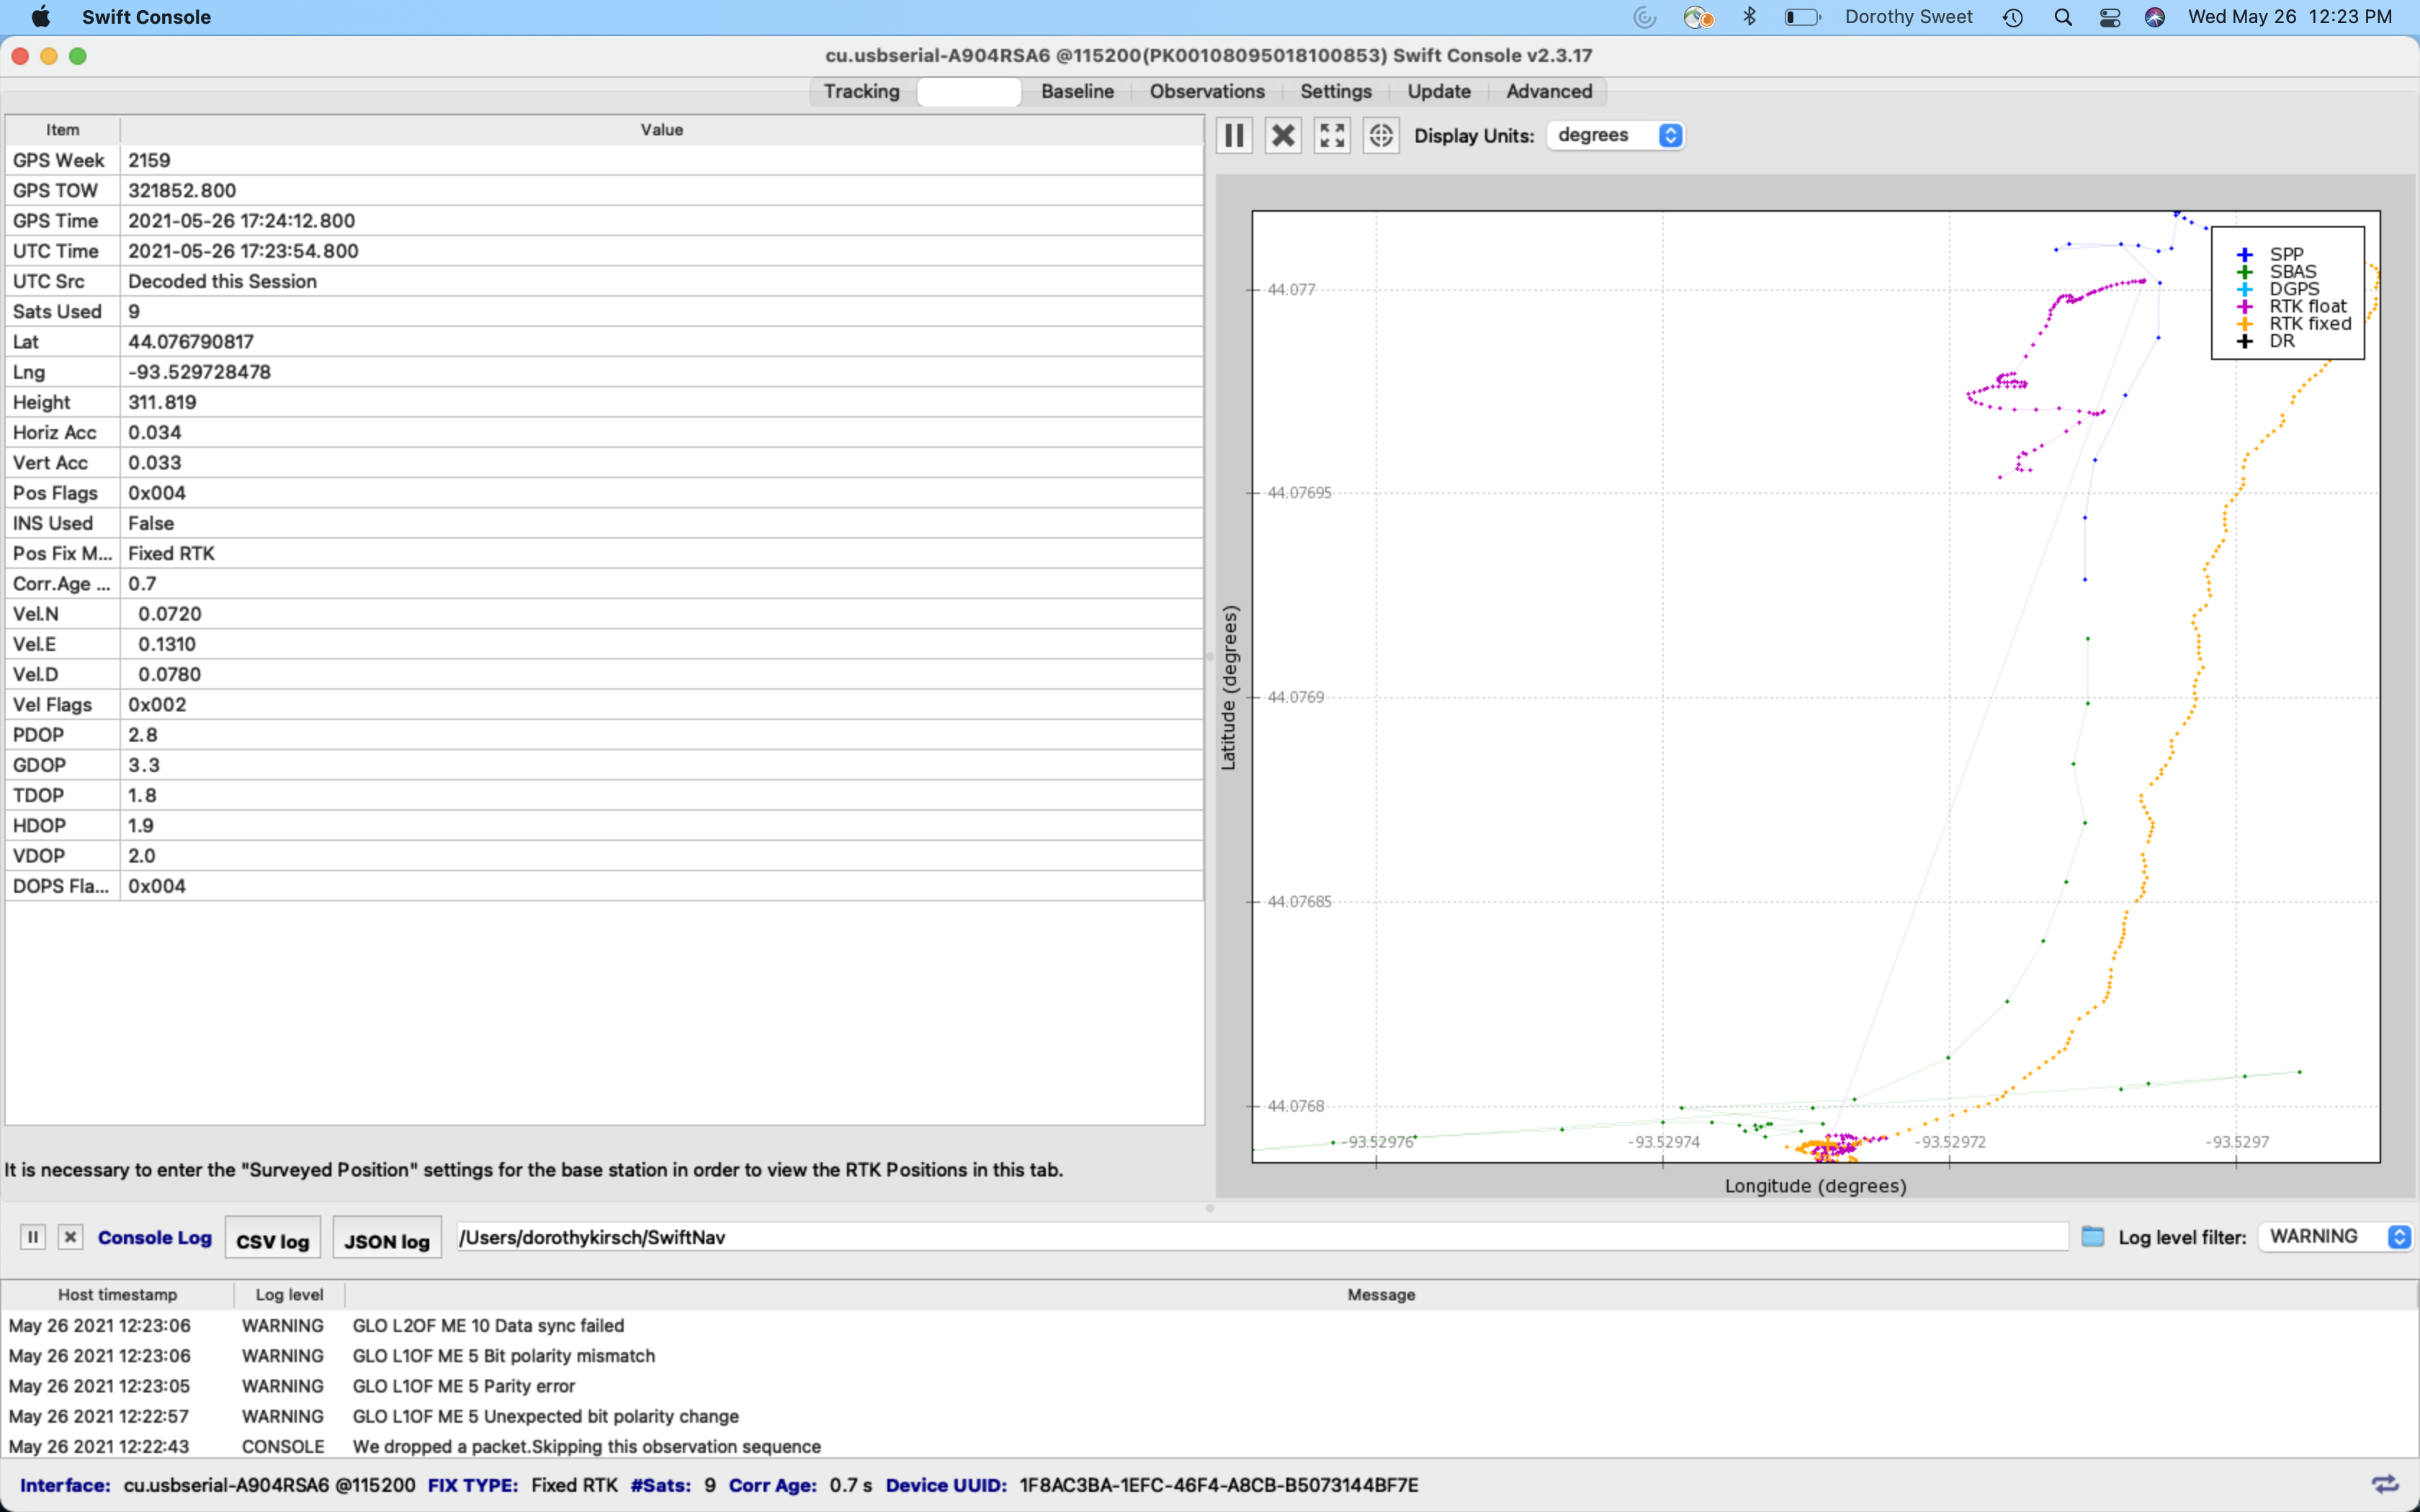 Swift Console Dorothy Sweet Wed May 26 12:23 PM
cu.usbserial-A904RSA6 @115200(PK00108095018100853) Swift Console v2.3.17
Tracking Baseline Observations Settings Update Advanced
Item Value
GPS Week 2159
GPS TOW 321852.800
GPS Time 2021-05-26 17:24:12.800
UTC Time 2021-05-26 17:23:54.800
UTC Src Decoded this Session
Sats Used 9
Lat 44.076790817
Lng -93.529728478
Height 311.819
Horiz Acc 0.034
Vert Acc 0.033
Pos Flags 0x004
INS Used False
Pos Fix M... Fixed RTK
Corr.Age ... 0.7
Vel.N 0.0720
Vel.E 0.1310
Vel.D 0.0780
Vel Flags 0x002
PDOP 2.8
GDOP 3.3
TDOP 1.8
HDOP 1.9
VDOP 2.0
DOPS Fla... 0x004
It is necessary to enter the "Surveyed Position" settings for the base station in order to view the RTK Positions in this tab.
Display Units: degrees
SPP
SBAS
DGPS
RTK float
RTK fixed
DR
44.077
44.07695
44.0769
44.07685
44.0768
Latitude (degrees)
-93.52976 -93.52974 -93.52972 -93.5297
Longitude (degrees)
Console Log CSV log JSON log /Users/dorothykirsch/SwiftNav Log level filter: WARNING
Host timestamp Log level Message
May 26 2021 12:23:06 WARNING GLO L2OF ME 10 Data sync failed
May 26 2021 12:23:06 WARNING GLO L1OF ME 5 Bit polarity mismatch
May 26 2021 12:23:05 WARNING GLO L1OF ME 5 Parity error
May 26 2021 12:22:57 WARNING GLO L1OF ME 5 Unexpected bit polarity change
May 26 2021 12:22:43 CONSOLE We dropped a packet.Skipping this observation sequence
Interface: cu.usbserial-A904RSA6 @115200 FIX TYPE: Fixed RTK #Sats: 9 Corr Age: 0.7 s Device UUID: 1F8AC3BA-1EFC-46F4-A8CB-B5073144BF7E